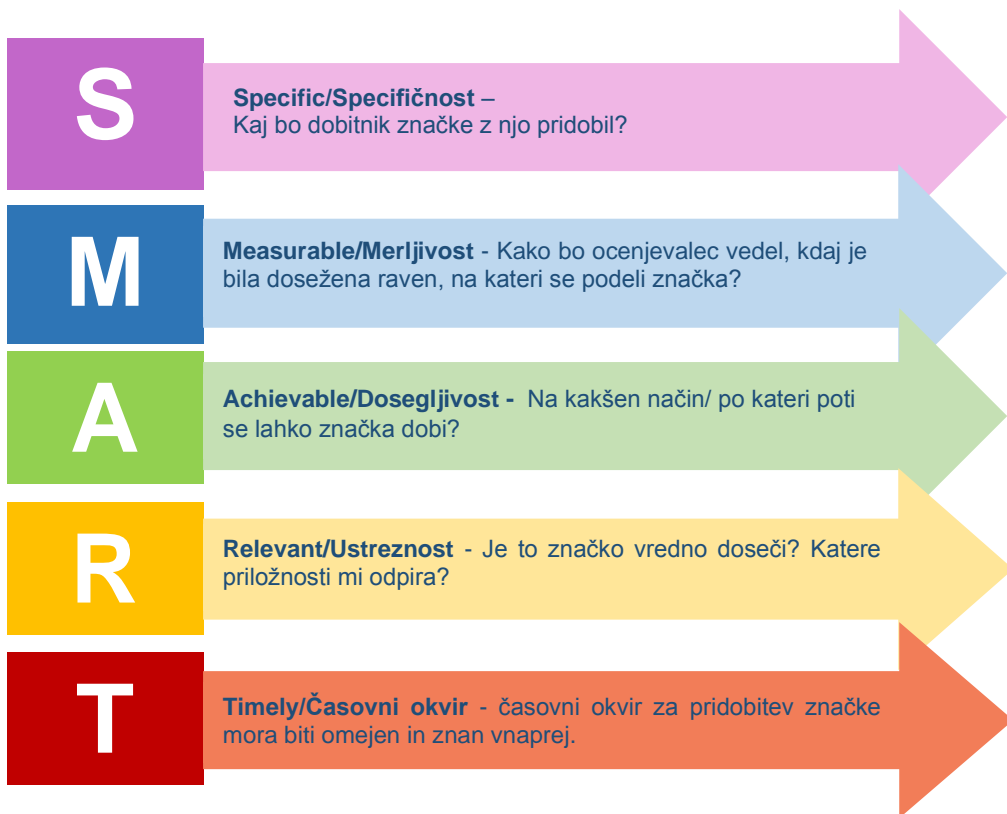 S
Specific/Specifičnost –
Kaj bo dobitnik značke z njo pridobil?
M
Measurable/Merljivost - Kako bo ocenjevalec vedel, kdaj je
bila dosežena raven, na kateri se podeli značka?
A
Achievable/Dosegljivost - Na kakšen način/ po kateri poti
se lahko značka dobi?
R
Relevant/Ustreznost - Je to značko vredno doseči? Katere
priložnosti mi odpira?
T
Timely/Časovni okvir - časovni okvir za pridobitev značke
mora biti omejen in znan vnaprej.